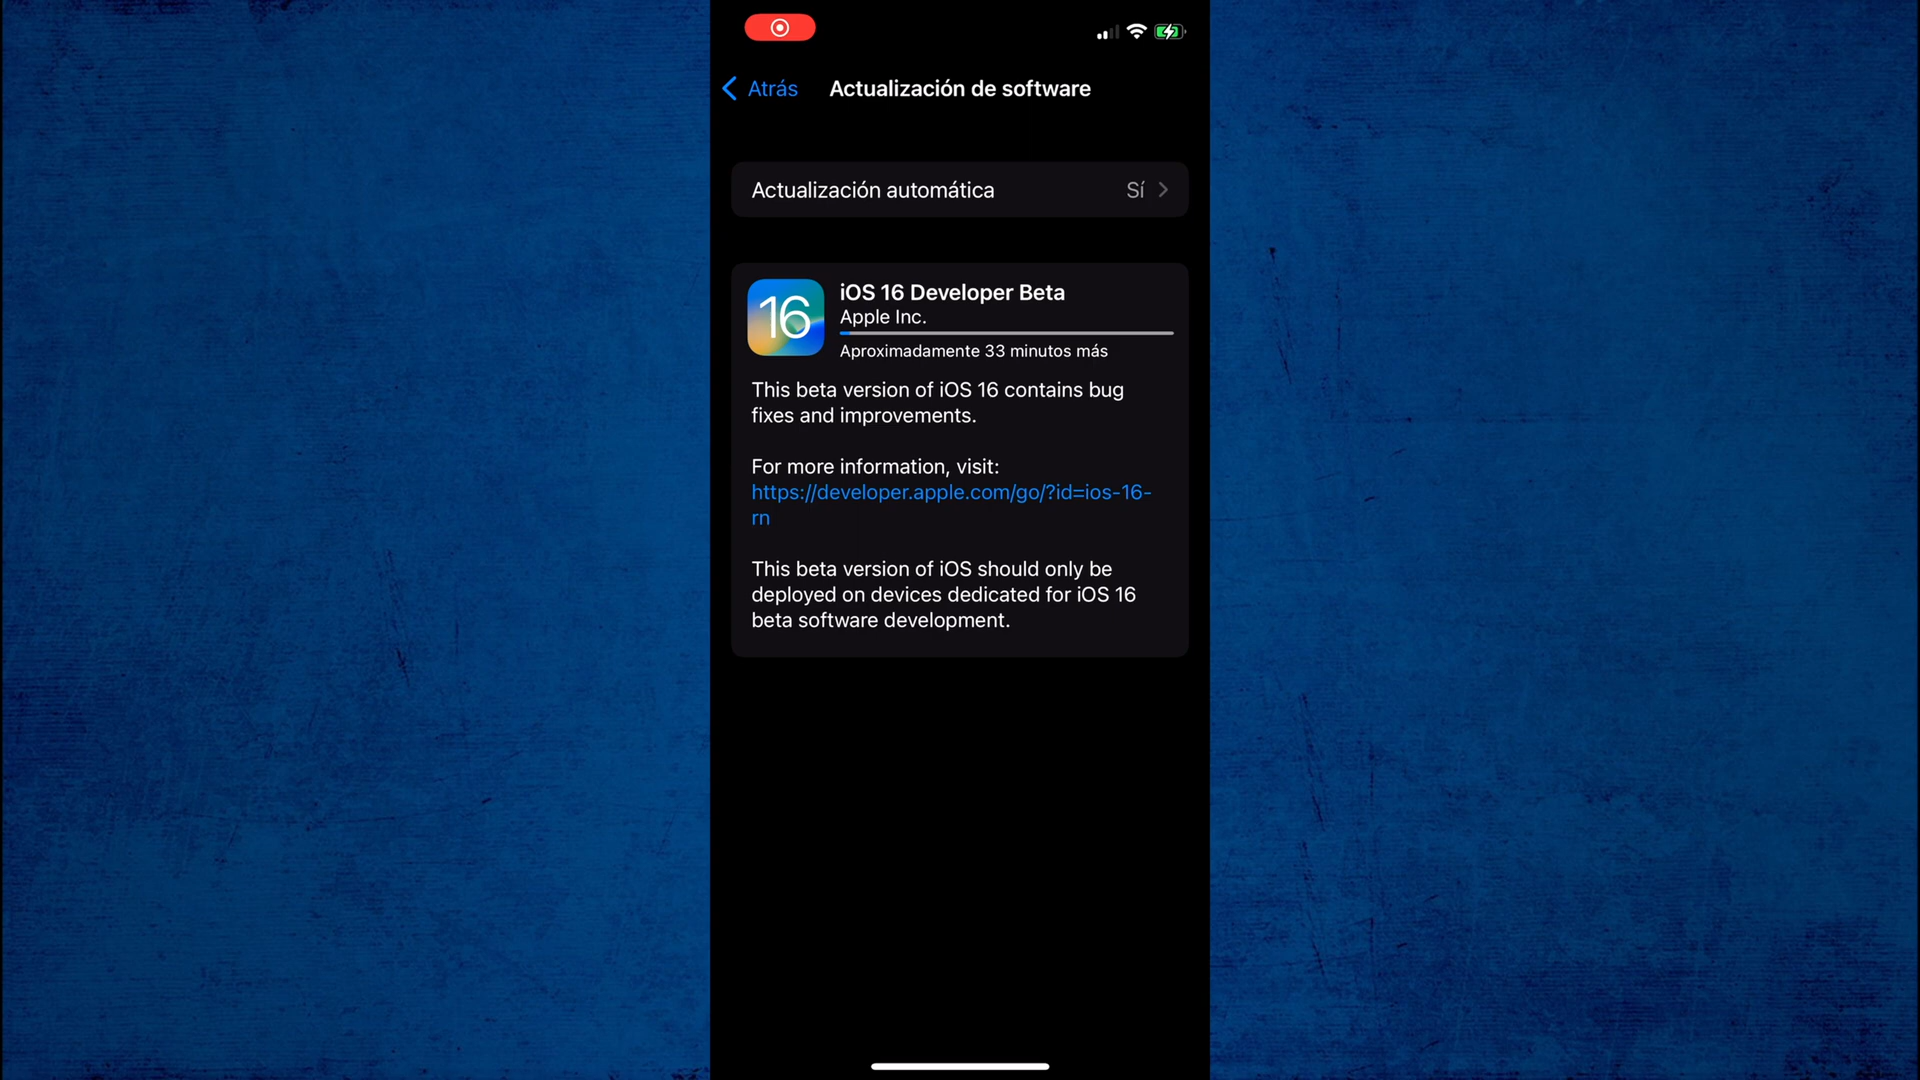 Atrás
Actualización de software
Actualización automática Sí
16
iOS 16 Developer Beta
Apple Inc.
Aproximadamente 33 minutos más
This beta version of iOS 16 contains bug
fixes and improvements.
For more information, visit:
https://developer.apple.com/go/?id=ios-16-
rn
This beta version of iOS should only be
deployed on devices dedicated for iOS 16
beta software development.